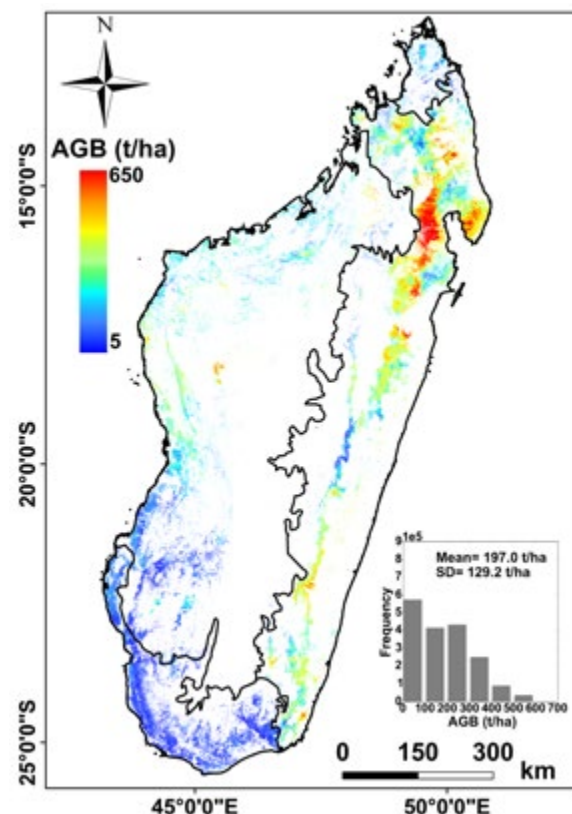 N
AGB (t/ha)
650
5
15°0'0"S
20°0'0"S
25°0'0"S
9e5
Mean= 197.0 t/ha
SD= 129.2 t/ha
8
7
6
5
4
3
2
1
0
Frequency
0 100 200 300 400 500 600 700
AGB (t/ha)
0 150 300
km
45°0'0"E 50°0'0"E